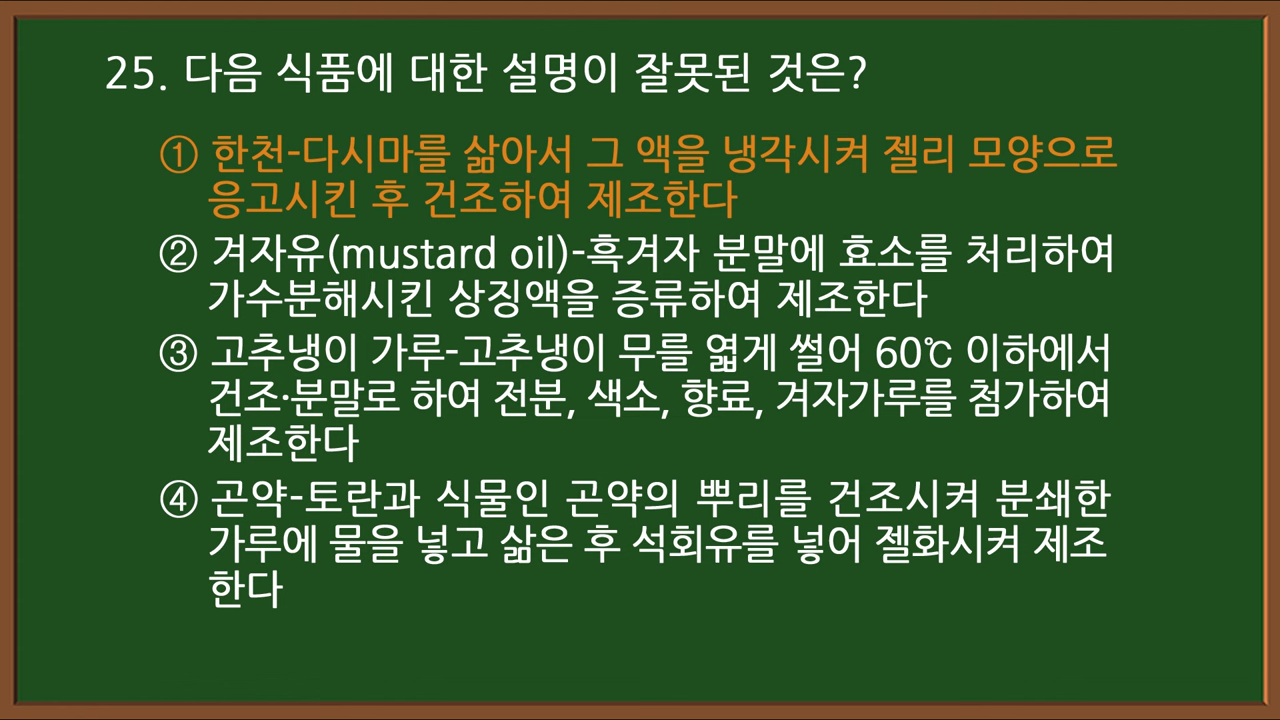 25. 다음 식품에 대한 설명이 잘못된 것은?
① 한천-다시마를 삶아서 그 액을 냉각시켜 젤리 모양으로
응고시킨 후 건조하여 제조한다
② 겨자유(mustard oil)-흑겨자 분말에 효소를 처리하여
가수분해시킨 상징액을 증류하여 제조한다
③ 고추냉이 가루-고추냉이 무를 엷게 썰어 60℃ 이하에서
건조·분말로 하여 전분, 색소, 향료, 겨자가루를 첨가하여
제조한다
④ 곤약-토란과 식물인 곤약의 뿌리를 건조시켜 분쇄한
가루에 물을 넣고 삶은 후 석회유를 넣어 젤화시켜 제조
한다